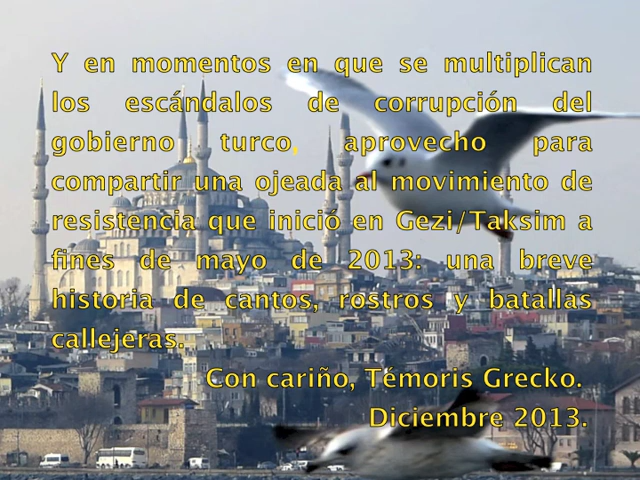 Y en momentos en que se multiplican
los escándalos de corrupción del
gobierno turco, aprovecho para
compartir una ojeada al movimiento de
resistencia que inició en Gezi/Taksim a
fines de mayo de 2013: una breve
historia de cantos, rostros y batallas
callejeras.
Con cariño, Témoris Grecko.
Diciembre 2013.